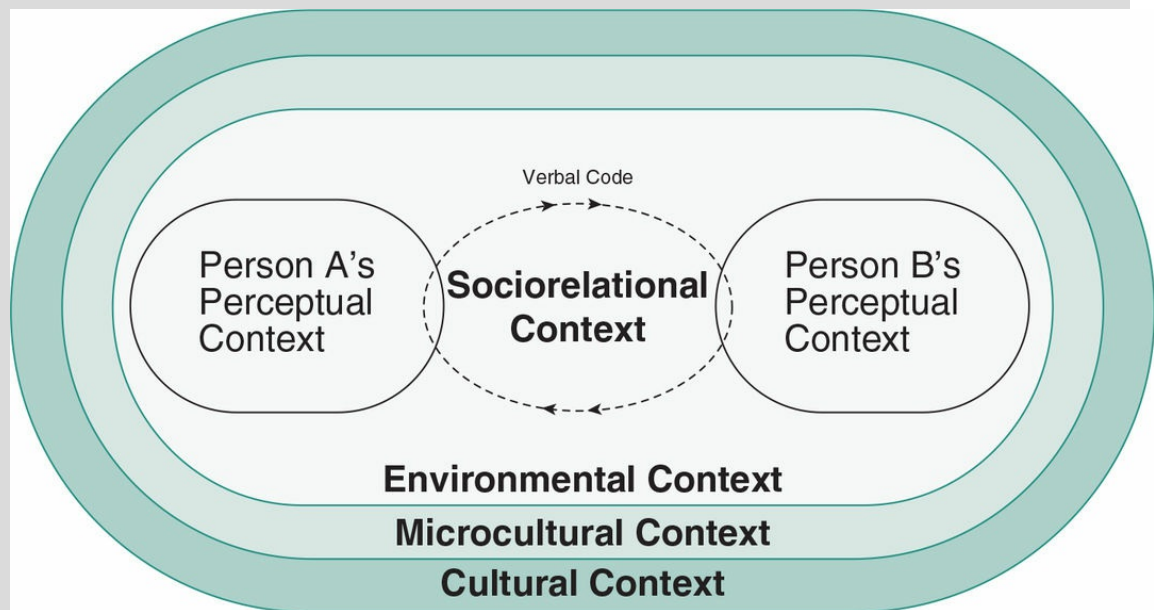 Verbal Code
Person A’s
Perceptual
Context
Sociorelational
Context
Person B’s
Perceptual
Context
Environmental Context
Microcultural Context
Cultural Context